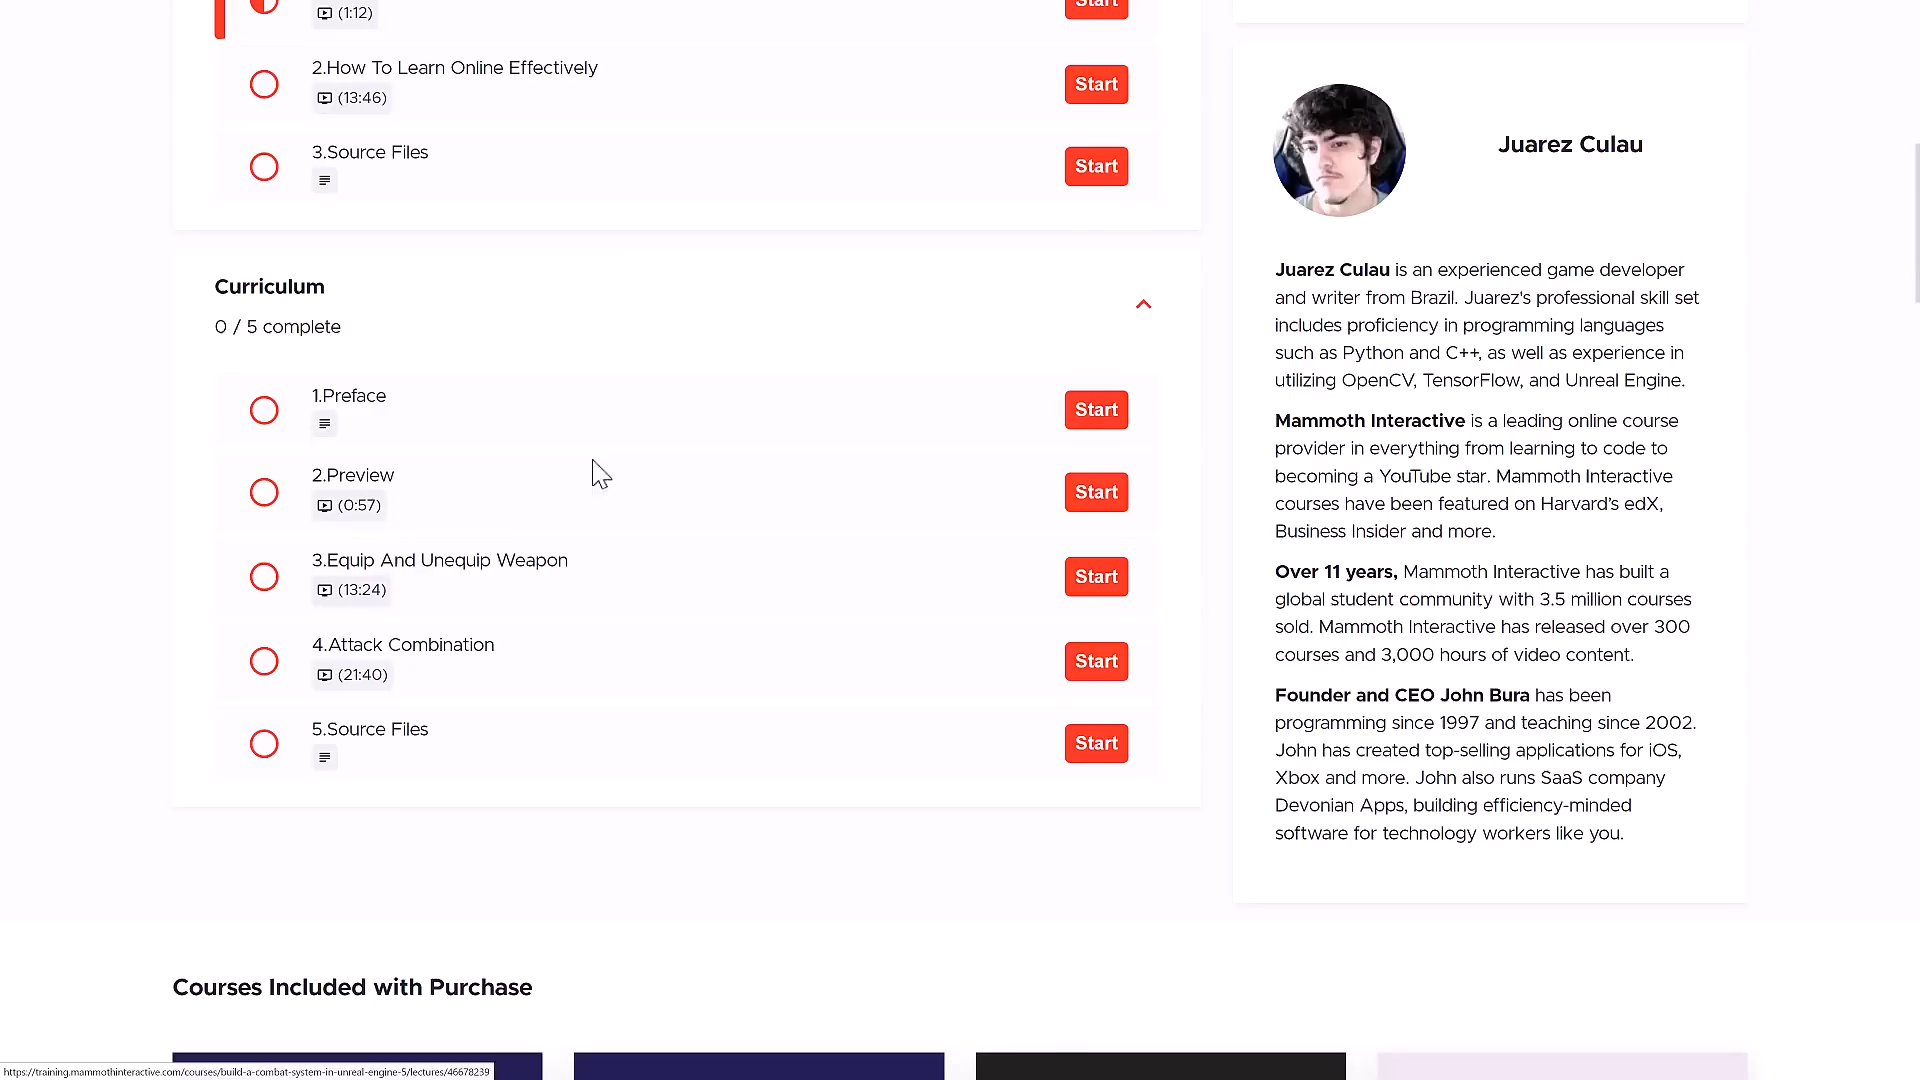 (1:12)
Start
2.How To Learn Online Effectively
(13:46)
Start
3.Source Files
Start
Curriculum
0 / 5 complete
1.Preface
Start
2.Preview
(0:57)
Start
3.Equip And Unequip Weapon
(13:24)
Start
4.Attack Combination
(21:40)
Start
5.Source Files
Start
Juarez Culau
Juarez Culau is an experienced game developer
and writer from Brazil. Juarez's professional skill set
includes proficiency in programming languages
such as Python and C++, as well as experience in
utilizing OpenCV, TensorFlow, and Unreal Engine.
Mammoth Interactive is a leading online course
provider in everything from learning to code to
becoming a YouTube star. Mammoth Interactive
courses have been featured on Harvard’s edX,
Business Insider and more.
Over 11 years, Mammoth Interactive has built a
global student community with 3.5 million courses
sold. Mammoth Interactive has released over 300
courses and 3,000 hours of video content.
Founder and CEO John Bura has been
programming since 1997 and teaching since 2002.
John has created top-selling applications for iOS,
Xbox and more. John also runs SaaS company
Devonian Apps, building efficiency-minded
software for technology workers like you.
Courses Included with Purchase
https://training.mammothinteractive.com/courses/build-a-combat-system-in-unreal-engine-5/lectures/46678239